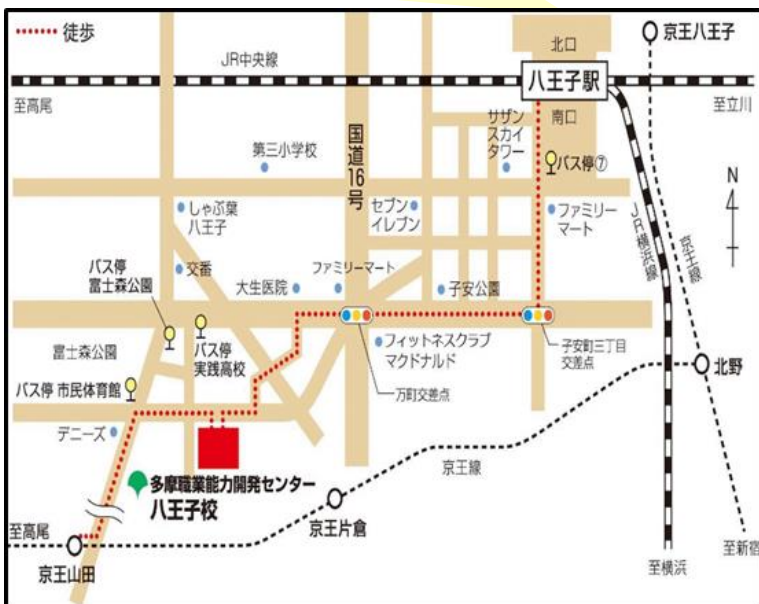 徒歩
京王八王子
北口
JR中央線
八王子駅
至高尾
至立川
南口
サザン
スカイ
タワー
国道16号
第三小学校
バス停⑦
N
しゃぶ葉
八王子
セブン
イレブン
ファミリー
マート
JR横浜線
京王線
バス停
富士森公園
交番
大生医院
ファミリーマート
子安公園
富士森公園
バス停
実践高校
フィットネスクラブ
マクドナルド
子安町三丁目
交差点
北野
バス停 市民体育館
万町交差点
デニーズ
京王線
多摩職業能力開発センター
八王子校
京王片倉
至高尾
京王山田
至横浜
至新宿